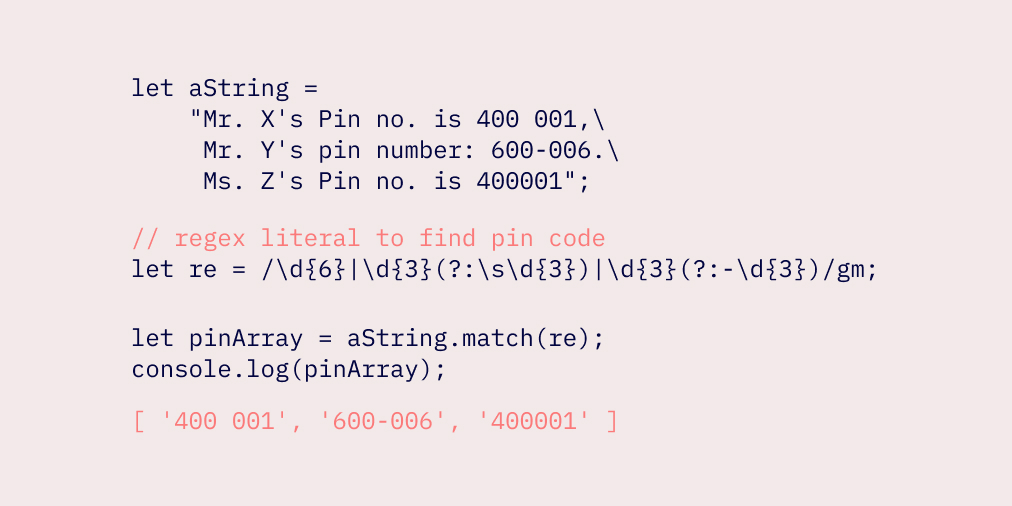 let aString =
    "Mr. X's Pin no. is 400 001,\
     Mr. Y's pin number: 600-006.\
     Ms. Z's Pin no. is 400001";
// regex literal to find pin code
let re = /\d{6}|\d{3}(?:\s\d{3})|\d{3}(?:-\d{3})/gm;
let pinArray = aString.match(re);
console.log(pinArray);
[ '400 001', '600-006', '400001' ]